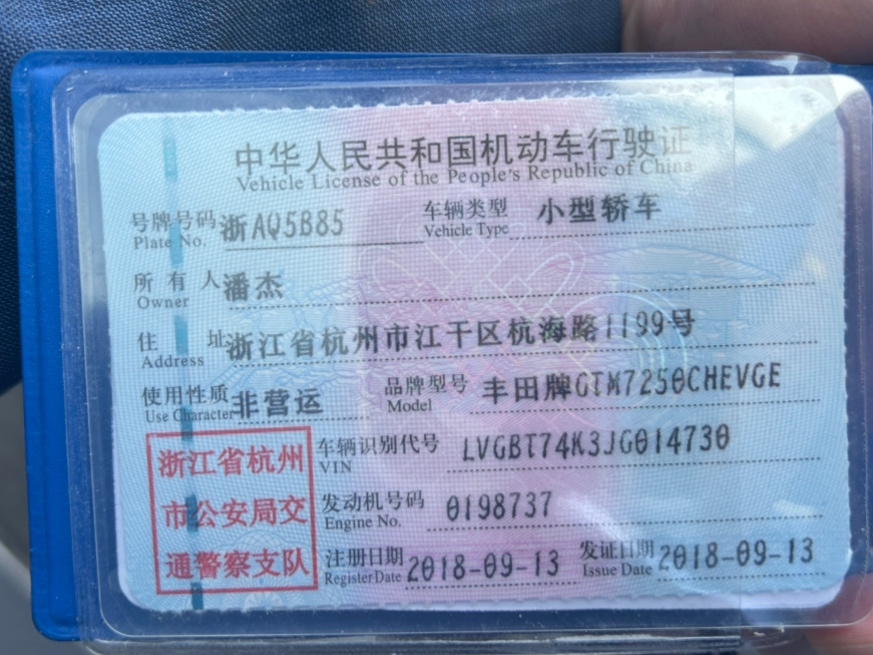 中华人民共和国机动车行驶证
Vehicle License of the People's Republic of China
号牌号码 浙AQ5B85 车辆类型 小型轿车
Plate No. Vehicle Type
所有人 潘杰
Owner
住址 浙江省杭州市江干区杭海路1199号
Address
使用性质 非营运 品牌型号 丰田牌GTM7250CHEVGE
Use Character Model
浙江省杭州
市公安局交
通警察支队
车辆识别代号 LVGBT74K3JG014730
VIN
发动机号码 0198737
Engine No.
注册日期 2018-09-13 发证日期 2018-09-13
Register Date Issue Date